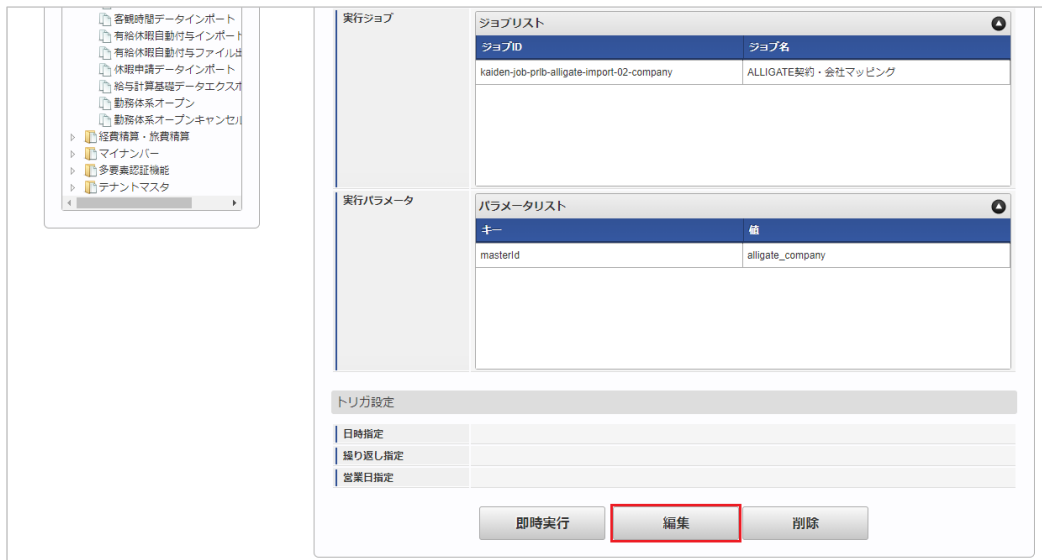 客観時間データインポート
有給休暇自動付与インポート
有給休暇自動付与ファイル出
休暇申請データインポート
給与計算基礎データエクスポ
勤務体系オープン
勤務体系オープンキャンセル
経費精算・旅費精算
マイナンバー
多要素認証機能
テナントマスタ
実行ジョブ
ジョブリスト
ジョブID ジョブ名
kaiden-job-prlb-alligate-import-02-company ALLIGATE契約・会社マッピング
実行パラメータ
パラメータリスト
キー 値
masterId alligate_company
トリガ設定
日時指定
繰り返し指定
営業日指定
即時実行 編集 削除